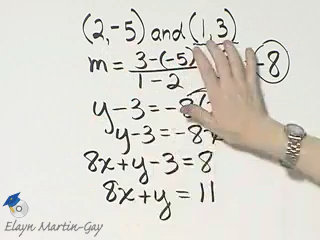 (2,-5) and (1,3)
m = 3-(-5) / 1-2 -8
y-3 = -8(
y-3 = -8x
8x+y-3 = 8
8x+y = 11
Elayn Martin-Gay